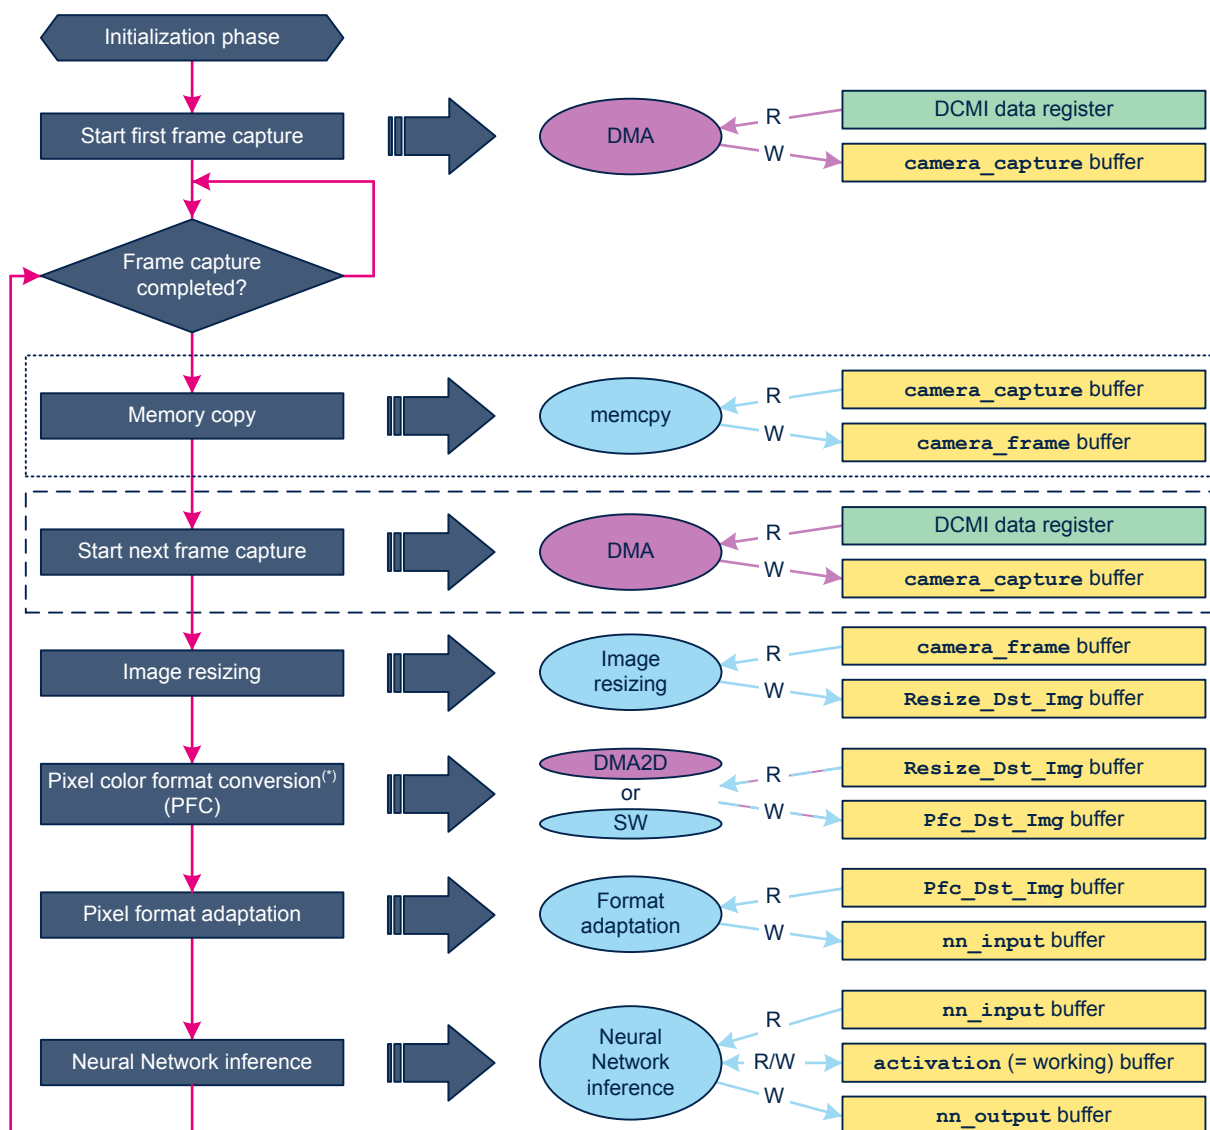 Initialization phase
Start first frame capture
DMA
R
W
DCMI data register
camera_capture buffer
Frame capture
completed?
Memory copy
memcpy
R
W
camera_capture buffer
camera_frame buffer
Start next frame capture
DMA
R
W
DCMI data register
camera_capture buffer
Image resizing
Image
resizing
R
W
camera_frame buffer
Resize_Dst_Img buffer
Pixel color format conversion(*)
(PFC)
DMA2D
or
SW
R
W
Resize_Dst_Img buffer
Pfc_Dst_Img buffer
Pixel format adaptation
Format
adaptation
R
W
Pfc_Dst_Img buffer
nn_input buffer
Neural Network inference
Neural
Network
inference
R
R/W
W
nn_input buffer
activation (= working) buffer
nn_output buffer